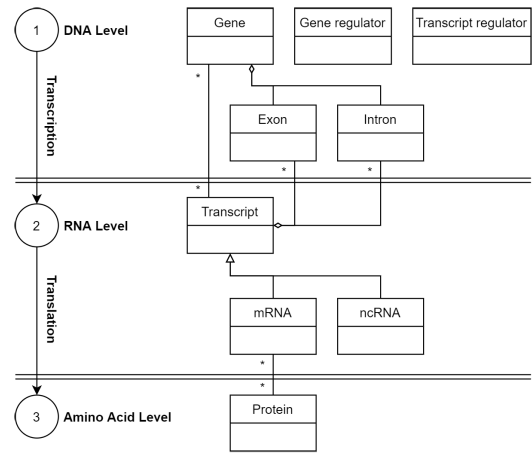 1
DNA Level
Gene
Gene regulator
Transcript regulator
*
Transcription
Exon
Intron
*
*
*
2
RNA Level
Transcript
Translation
mRNA
ncRNA
*
*
3
Amino Acid Level
Protein